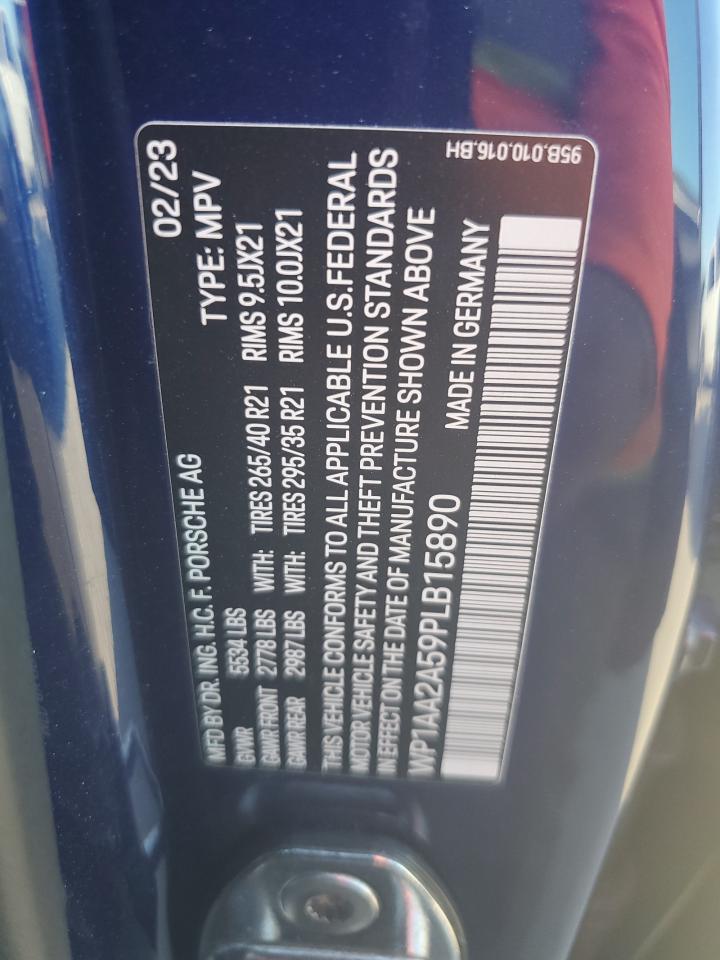 MFD BY DR. ING. H.C. F. PORSCHE AG 02/23
GVWR 5534 LBS TYPE: MPV
GAWR FRONT 2778 LBS WITH: TIRES 265/40 R21 RIMS 9.5JX21
GAWR REAR 2987 LBS WITH: TIRES 295/35 R21 RIMS 10.0JX21
THIS VEHICLE CONFORMS TO ALL APPLICABLE U.S.FEDERAL
MOTOR VEHICLE SAFETY AND THEFT PREVENTION STANDARDS
IN EFFECT ON THE DATE OF MANUFACTURE SHOWN ABOVE
WP1AA2A59PLB15890 MADE IN GERMANY
95B.010.016.BH